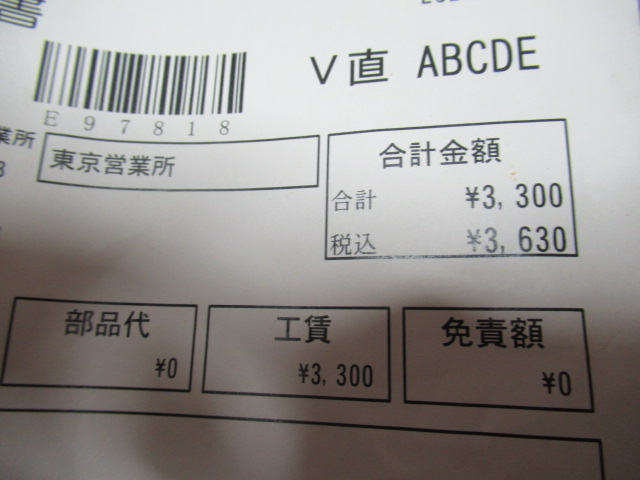 書
V直 ABCDE
E97818
業所
東京営業所
合計金額
合計 ¥3,300
税込 ¥3,630
部品代
¥0
工賃
¥3,300
免責額
¥0